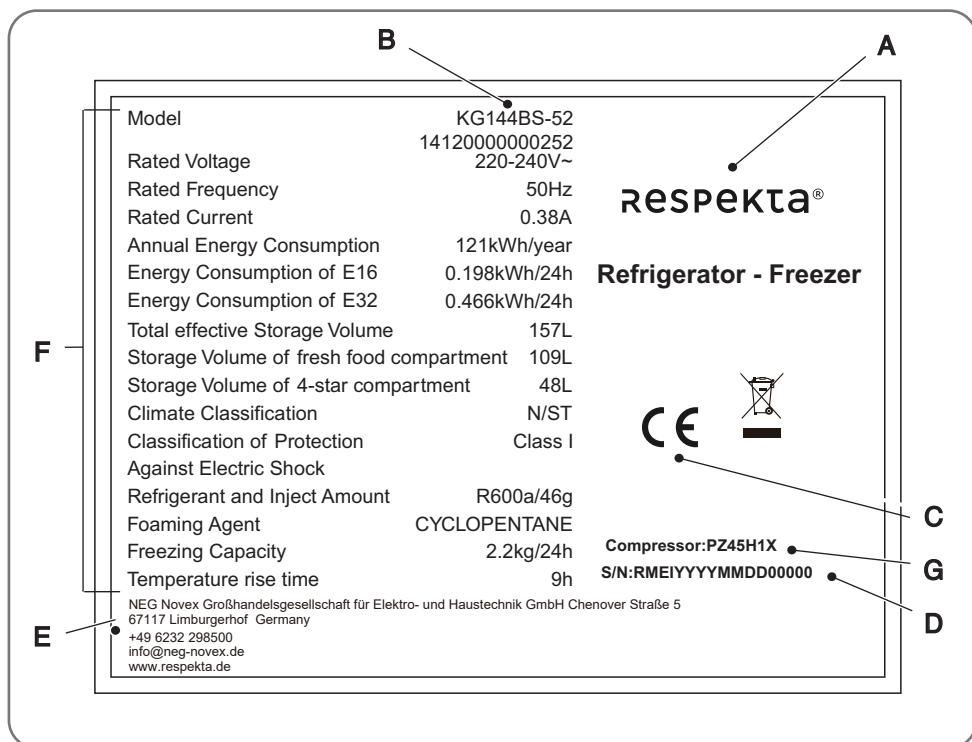 B
A
Model KG144BS-52
14120000000252
Rated Voltage 220-240V~
Rated Frequency 50Hz
Rated Current 0.38A
Annual Energy Consumption 121kWh/year
Energy Consumption of E16 0.198kWh/24h
Energy Consumption of E32 0.466kWh/24h
Total effective Storage Volume 157L
Storage Volume of fresh food compartment 109L
Storage Volume of 4-star compartment 48L
Climate Classification N/ST
Classification of Protection Class I
Against Electric Shock
Refrigerant and Inject Amount R600a/46g
Foaming Agent CYCLOPENTANE
Freezing Capacity 2.2kg/24h
Temperature rise time 9h
F
respekta®
Refrigerator - Freezer
CE
C
Compressor:PZ45H1X
G
S/N:RMEIYYYYMMDD00000
D
NEG Novex Großhandelsgesellschaft für Elektro- und Haustechnik GmbH Chenover Straße 5
67117 Limburgerhof Germany
+49 6232 298500
info@neg-novex.de
www.respekta.de
E